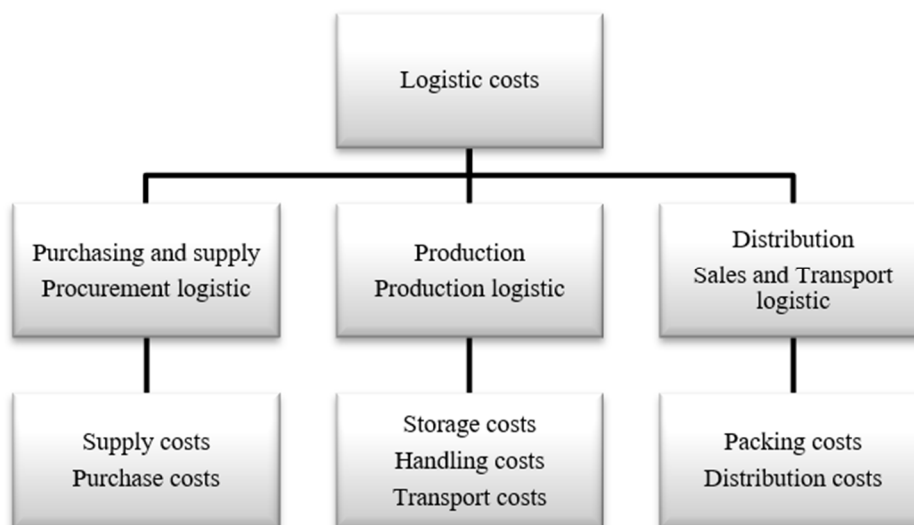 Logistic costs
Purchasing and supply
Procurement logistic
Production
Production logistic
Distribution
Sales and Transport
logistic
Supply costs
Purchase costs
Storage costs
Handling costs
Transport costs
Packing costs
Distribution costs